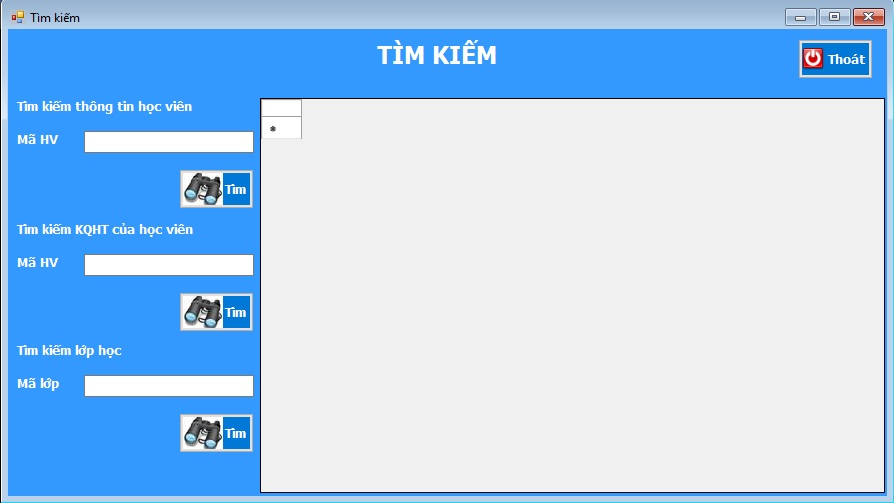 Tìm kiếm
TÌM KIẾM
Thoát
Tìm kiếm thông tin học viên
Mã HV
Tìm
Tìm kiếm KQHT của học viên
Mã HV
Tìm
Tìm kiếm lớp học
Mã lớp
Tìm